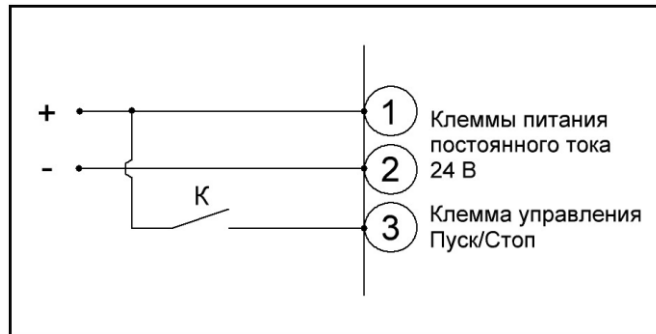 +
1
Клеммы питания
постоянного тока
24 В
-
2
К
3
Клемма управления
Пуск/Стоп